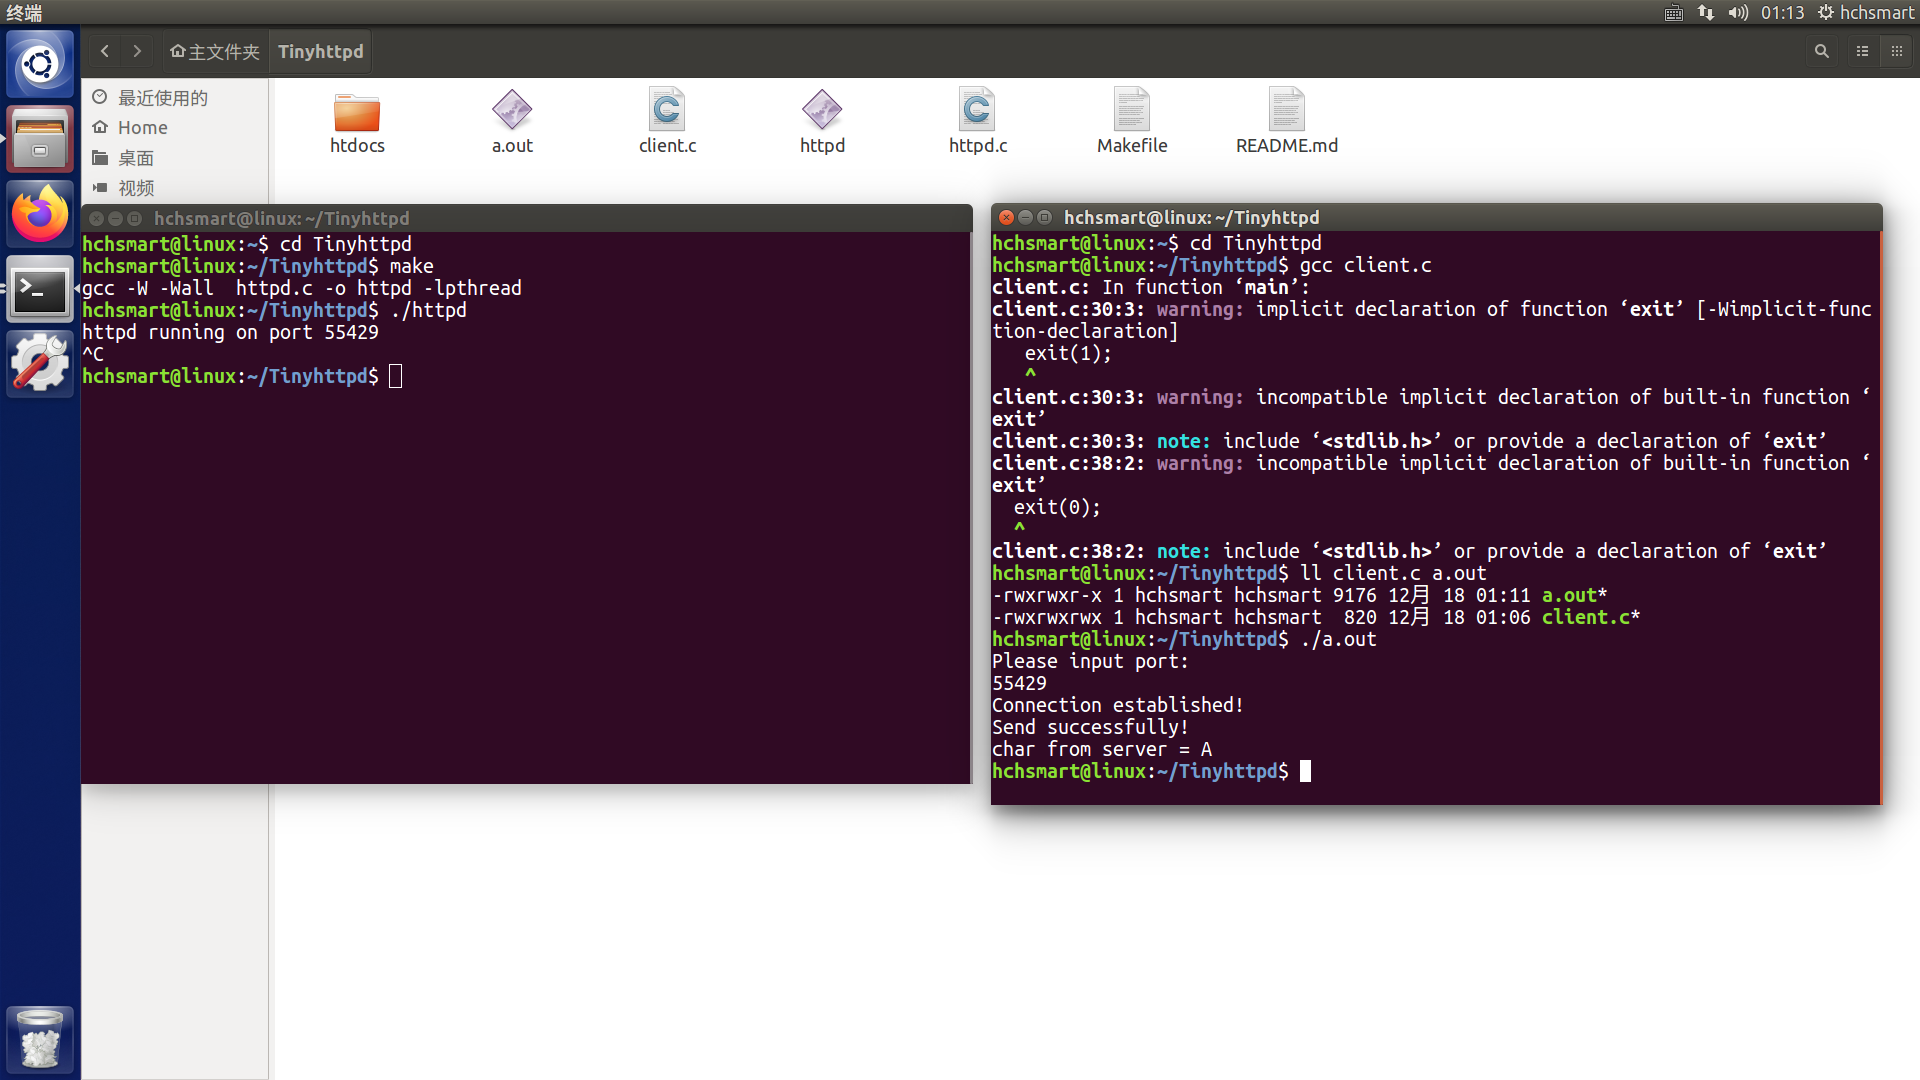 终端
01:13
hchsmart
主文件夹
Tinyhttpd
最近使用的
Home
桌面
视频
htdocs
a.out
client.c
httpd
httpd.c
Makefile
README.md
hchsmart@linux: ~/Tinyhttpd
hchsmart@linux:~$ cd Tinyhttpd
hchsmart@linux:~/Tinyhttpd$ make
gcc -W -Wall  httpd.c -o httpd -lpthread
hchsmart@linux:~/Tinyhttpd$ ./httpd
httpd running on port 55429
^C
hchsmart@linux:~/Tinyhttpd$
hchsmart@linux: ~/Tinyhttpd
hchsmart@linux:~$ cd Tinyhttpd
hchsmart@linux:~/Tinyhttpd$ gcc client.c
client.c: In function ‘main’:
client.c:30:3: warning: implicit declaration of function ‘exit’ [-Wimplicit-func
tion-declaration]
   exit(1);
   ^
client.c:30:3: warning: incompatible implicit declaration of built-in function ‘
exit’
client.c:30:3: note: include ‘<stdlib.h>’ or provide a declaration of ‘exit’
client.c:38:2: warning: incompatible implicit declaration of built-in function ‘
exit’
  exit(0);
  ^
client.c:38:2: note: include ‘<stdlib.h>’ or provide a declaration of ‘exit’
hchsmart@linux:~/Tinyhttpd$ ll client.c a.out
-rwxrwxr-x 1 hchsmart hchsmart 9176 12月 18 01:11 a.out*
-rwxrwxrwx 1 hchsmart hchsmart  820 12月 18 01:06 client.c*
hchsmart@linux:~/Tinyhttpd$ ./a.out
Please input port:
55429
Connection established!
Send successfully!
char from server = A
hchsmart@linux:~/Tinyhttpd$